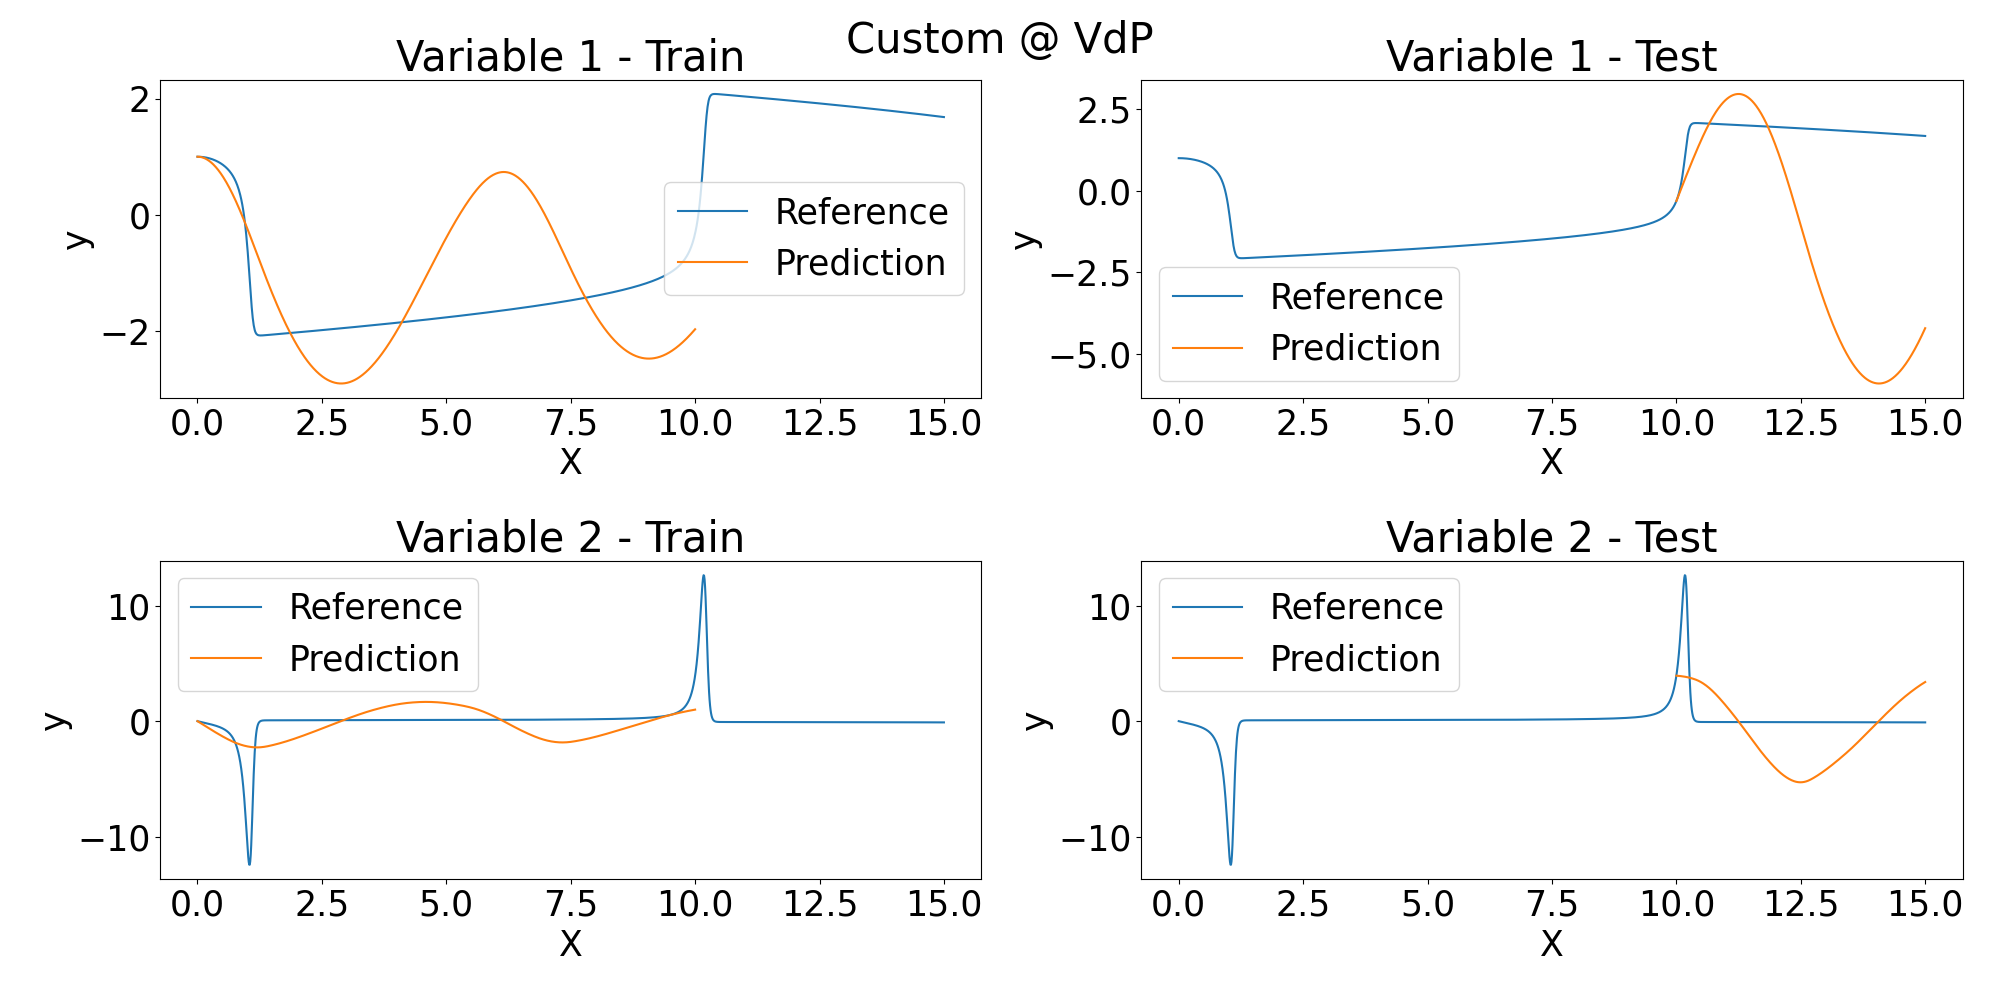 Custom @ VdP
Variable 1 - Train
2
0
−2
y
0.0 2.5 5.0 7.5 10.0 12.5 15.0
X
Reference
Prediction
Variable 1 - Test
2.5
0.0
−2.5
−5.0
y
0.0 2.5 5.0 7.5 10.0 12.5 15.0
X
Reference
Prediction
Variable 2 - Train
10
0
−10
y
0.0 2.5 5.0 7.5 10.0 12.5 15.0
X
Reference
Prediction
Variable 2 - Test
10
0
−10
y
0.0 2.5 5.0 7.5 10.0 12.5 15.0
X
Reference
Prediction